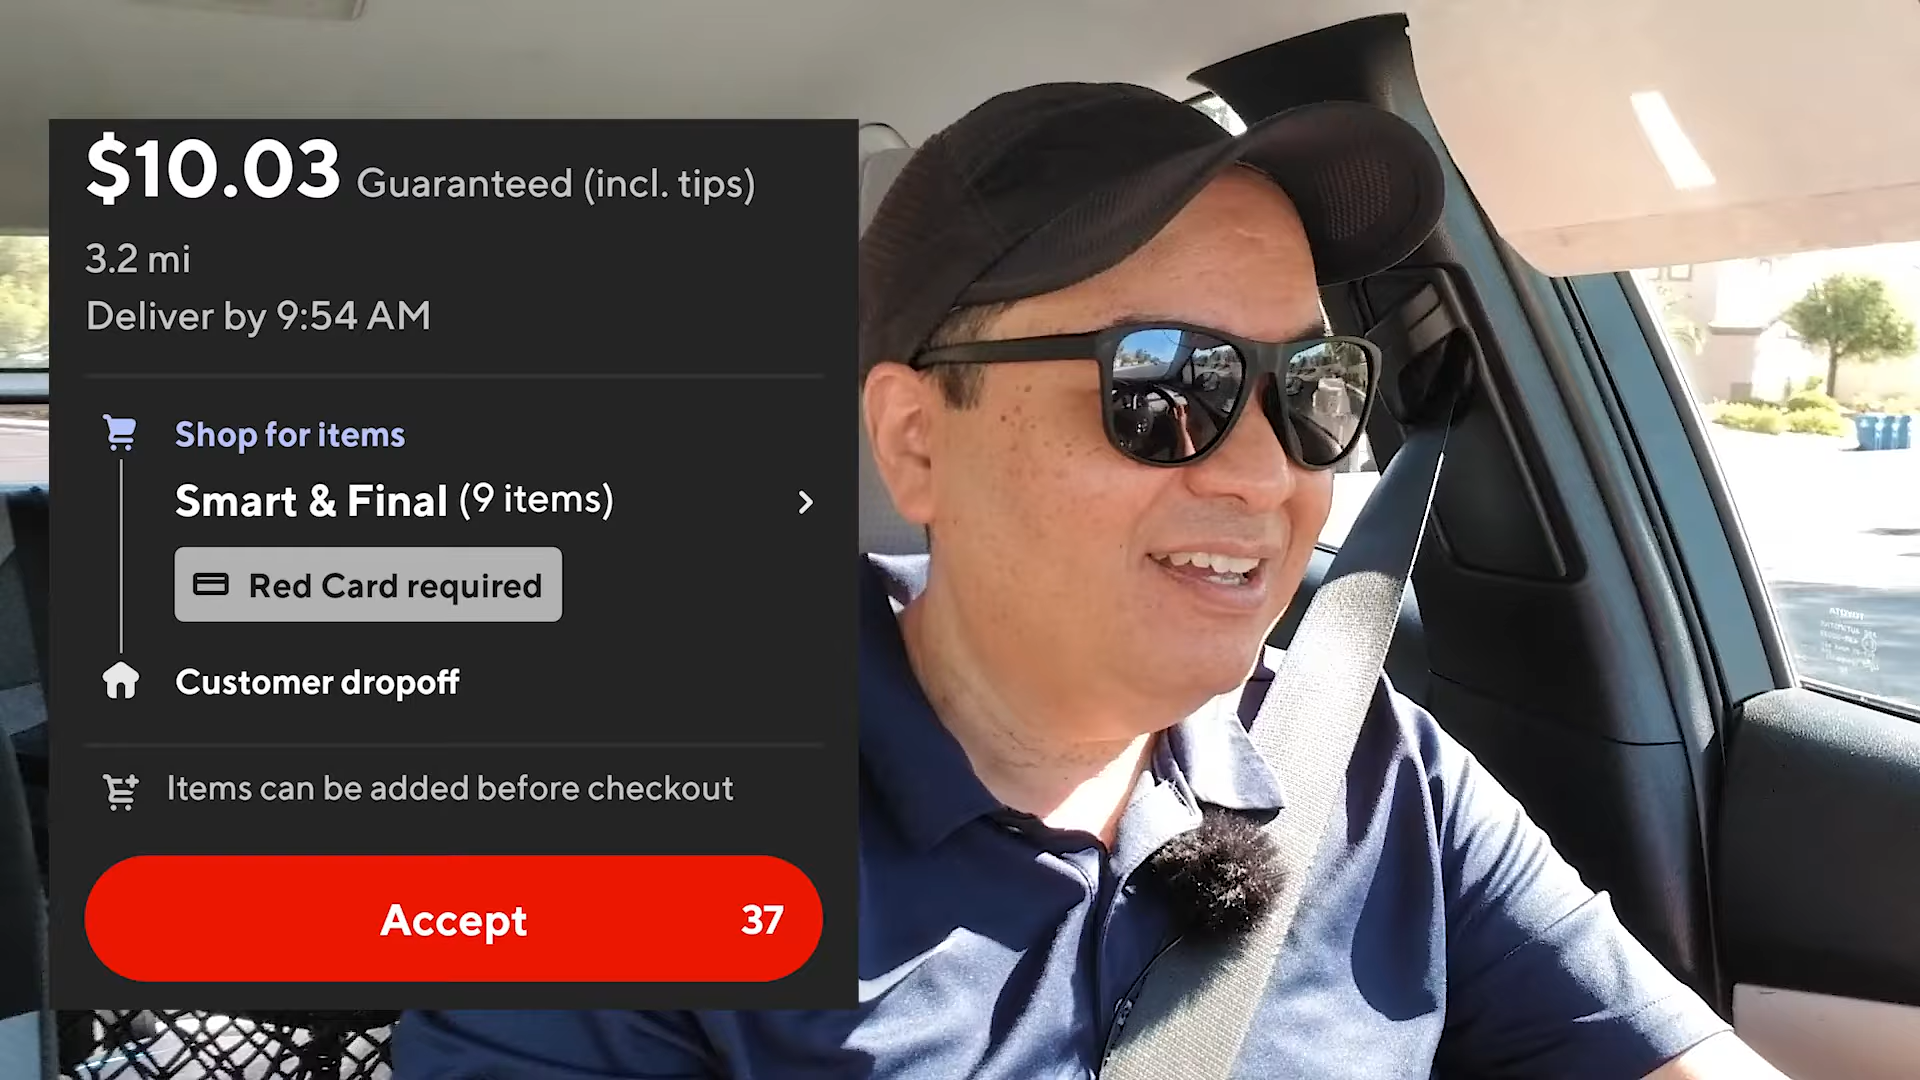 $10.03 Guaranteed (incl. tips)
3.2 mi
Deliver by 9:54 AM
Shop for items
Smart & Final (9 items)
Red Card required
Customer dropoff
Items can be added before checkout
Accept 37
TOYOTA